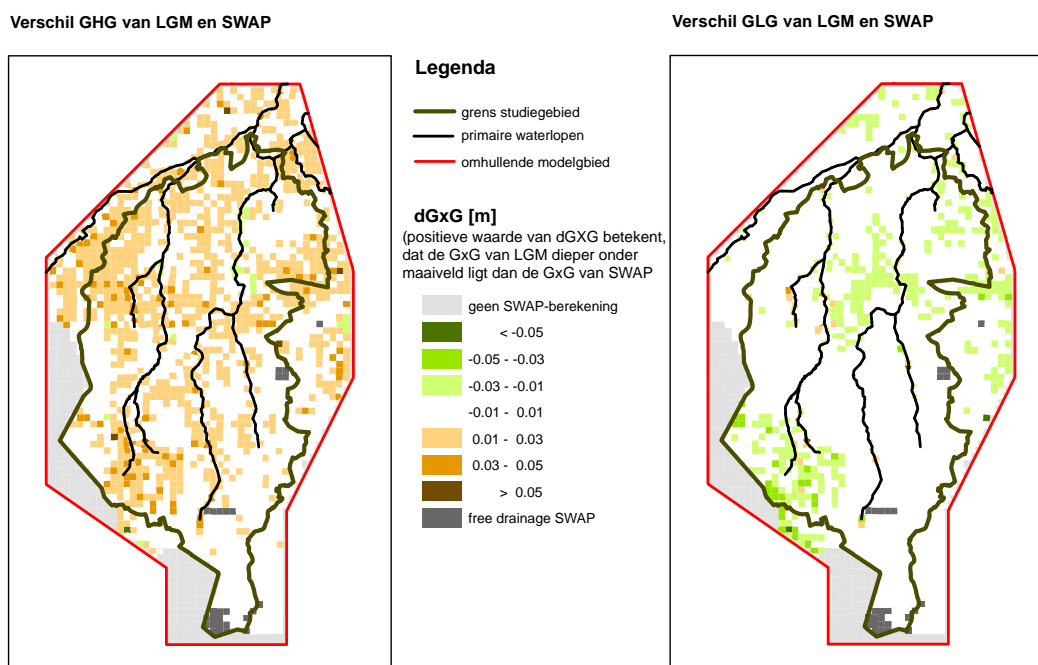 Verschil GHG van LGM en SWAP
Verschil GLG van LGM en SWAP
Legenda
grens studiegebied
primaire waterlopen
omhullende modelgbied
dGxG [m]
(positieve waarde van dGXG betekent,
dat de GxG van LGM dieper onder
maaiveld ligt dan de GxG van SWAP
geen SWAP-berekening
< -0.05
-0.05 - -0.03
-0.03 - -0.01
-0.01 - 0.01
0.01 - 0.03
0.03 - 0.05
> 0.05
free drainage SWAP